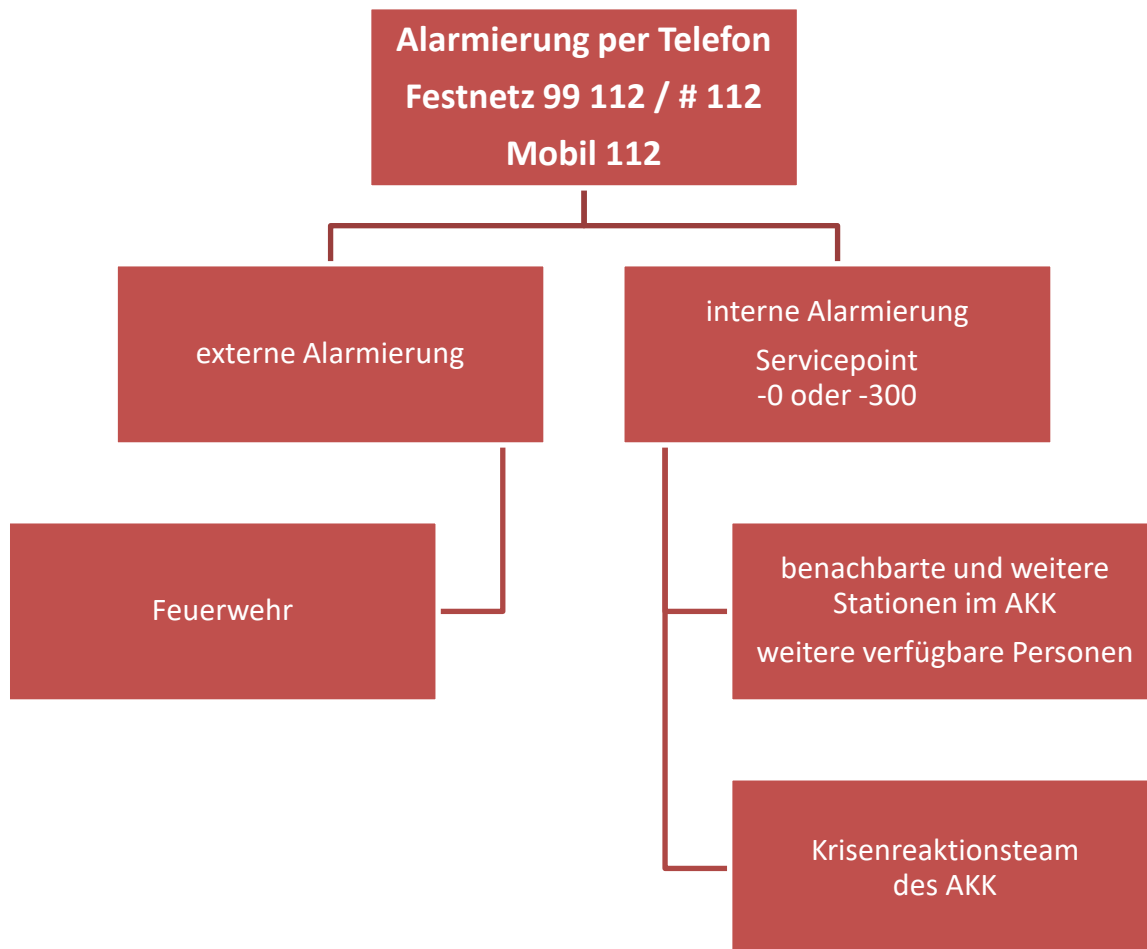 Alarmierung per Telefon
Festnetz 99 112 / # 112
Mobil 112
externe Alarmierung
interne Alarmierung
Servicepoint
-0 oder -300
Feuerwehr
benachbarte und weitere
Stationen im AKK
weitere verfügbare Personen
Krisenreaktionsteam
des AKK